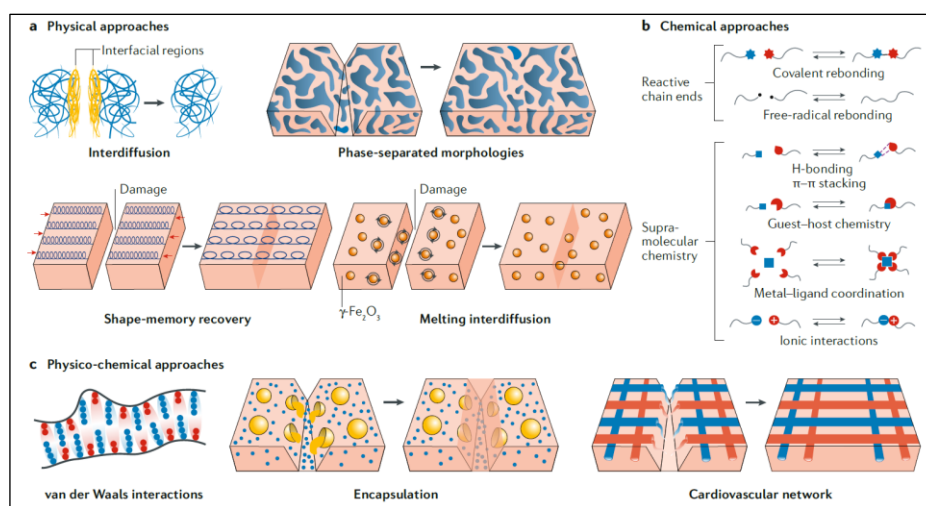 a Physical approaches
Interfacial regions
Interdiffusion
Phase-separated morphologies
Damage
Damage
γ-Fe₂O₃
Shape-memory recovery
Melting interdiffusion
b Chemical approaches
Reactive
chain ends
Covalent rebonding
Free-radical rebonding
Supra-
molecular
chemistry
H-bonding
π–π stacking
Guest–host chemistry
Metal–ligand coordination
− +
Ionic interactions
c Physico-chemical approaches
van der Waals interactions
Encapsulation
Cardiovascular network